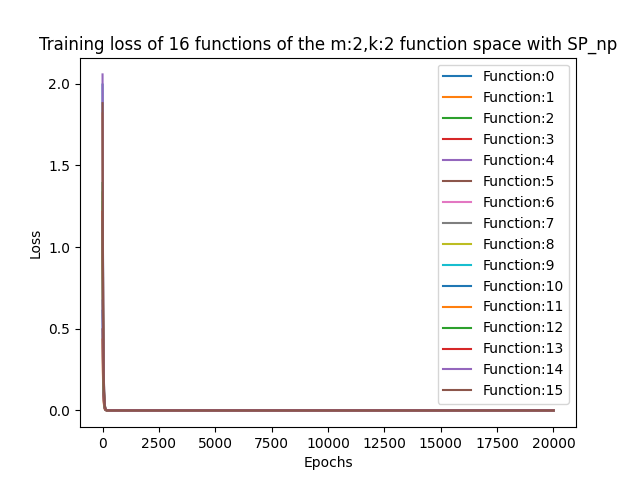 Training loss of 16 functions of the m:2,k:2 function space with SP_np
2.0
1.5
1.0
0.5
0.0
Loss
0 2500 5000 7500 10000 12500 15000 17500 20000
Epochs
Function:0
Function:1
Function:2
Function:3
Function:4
Function:5
Function:6
Function:7
Function:8
Function:9
Function:10
Function:11
Function:12
Function:13
Function:14
Function:15